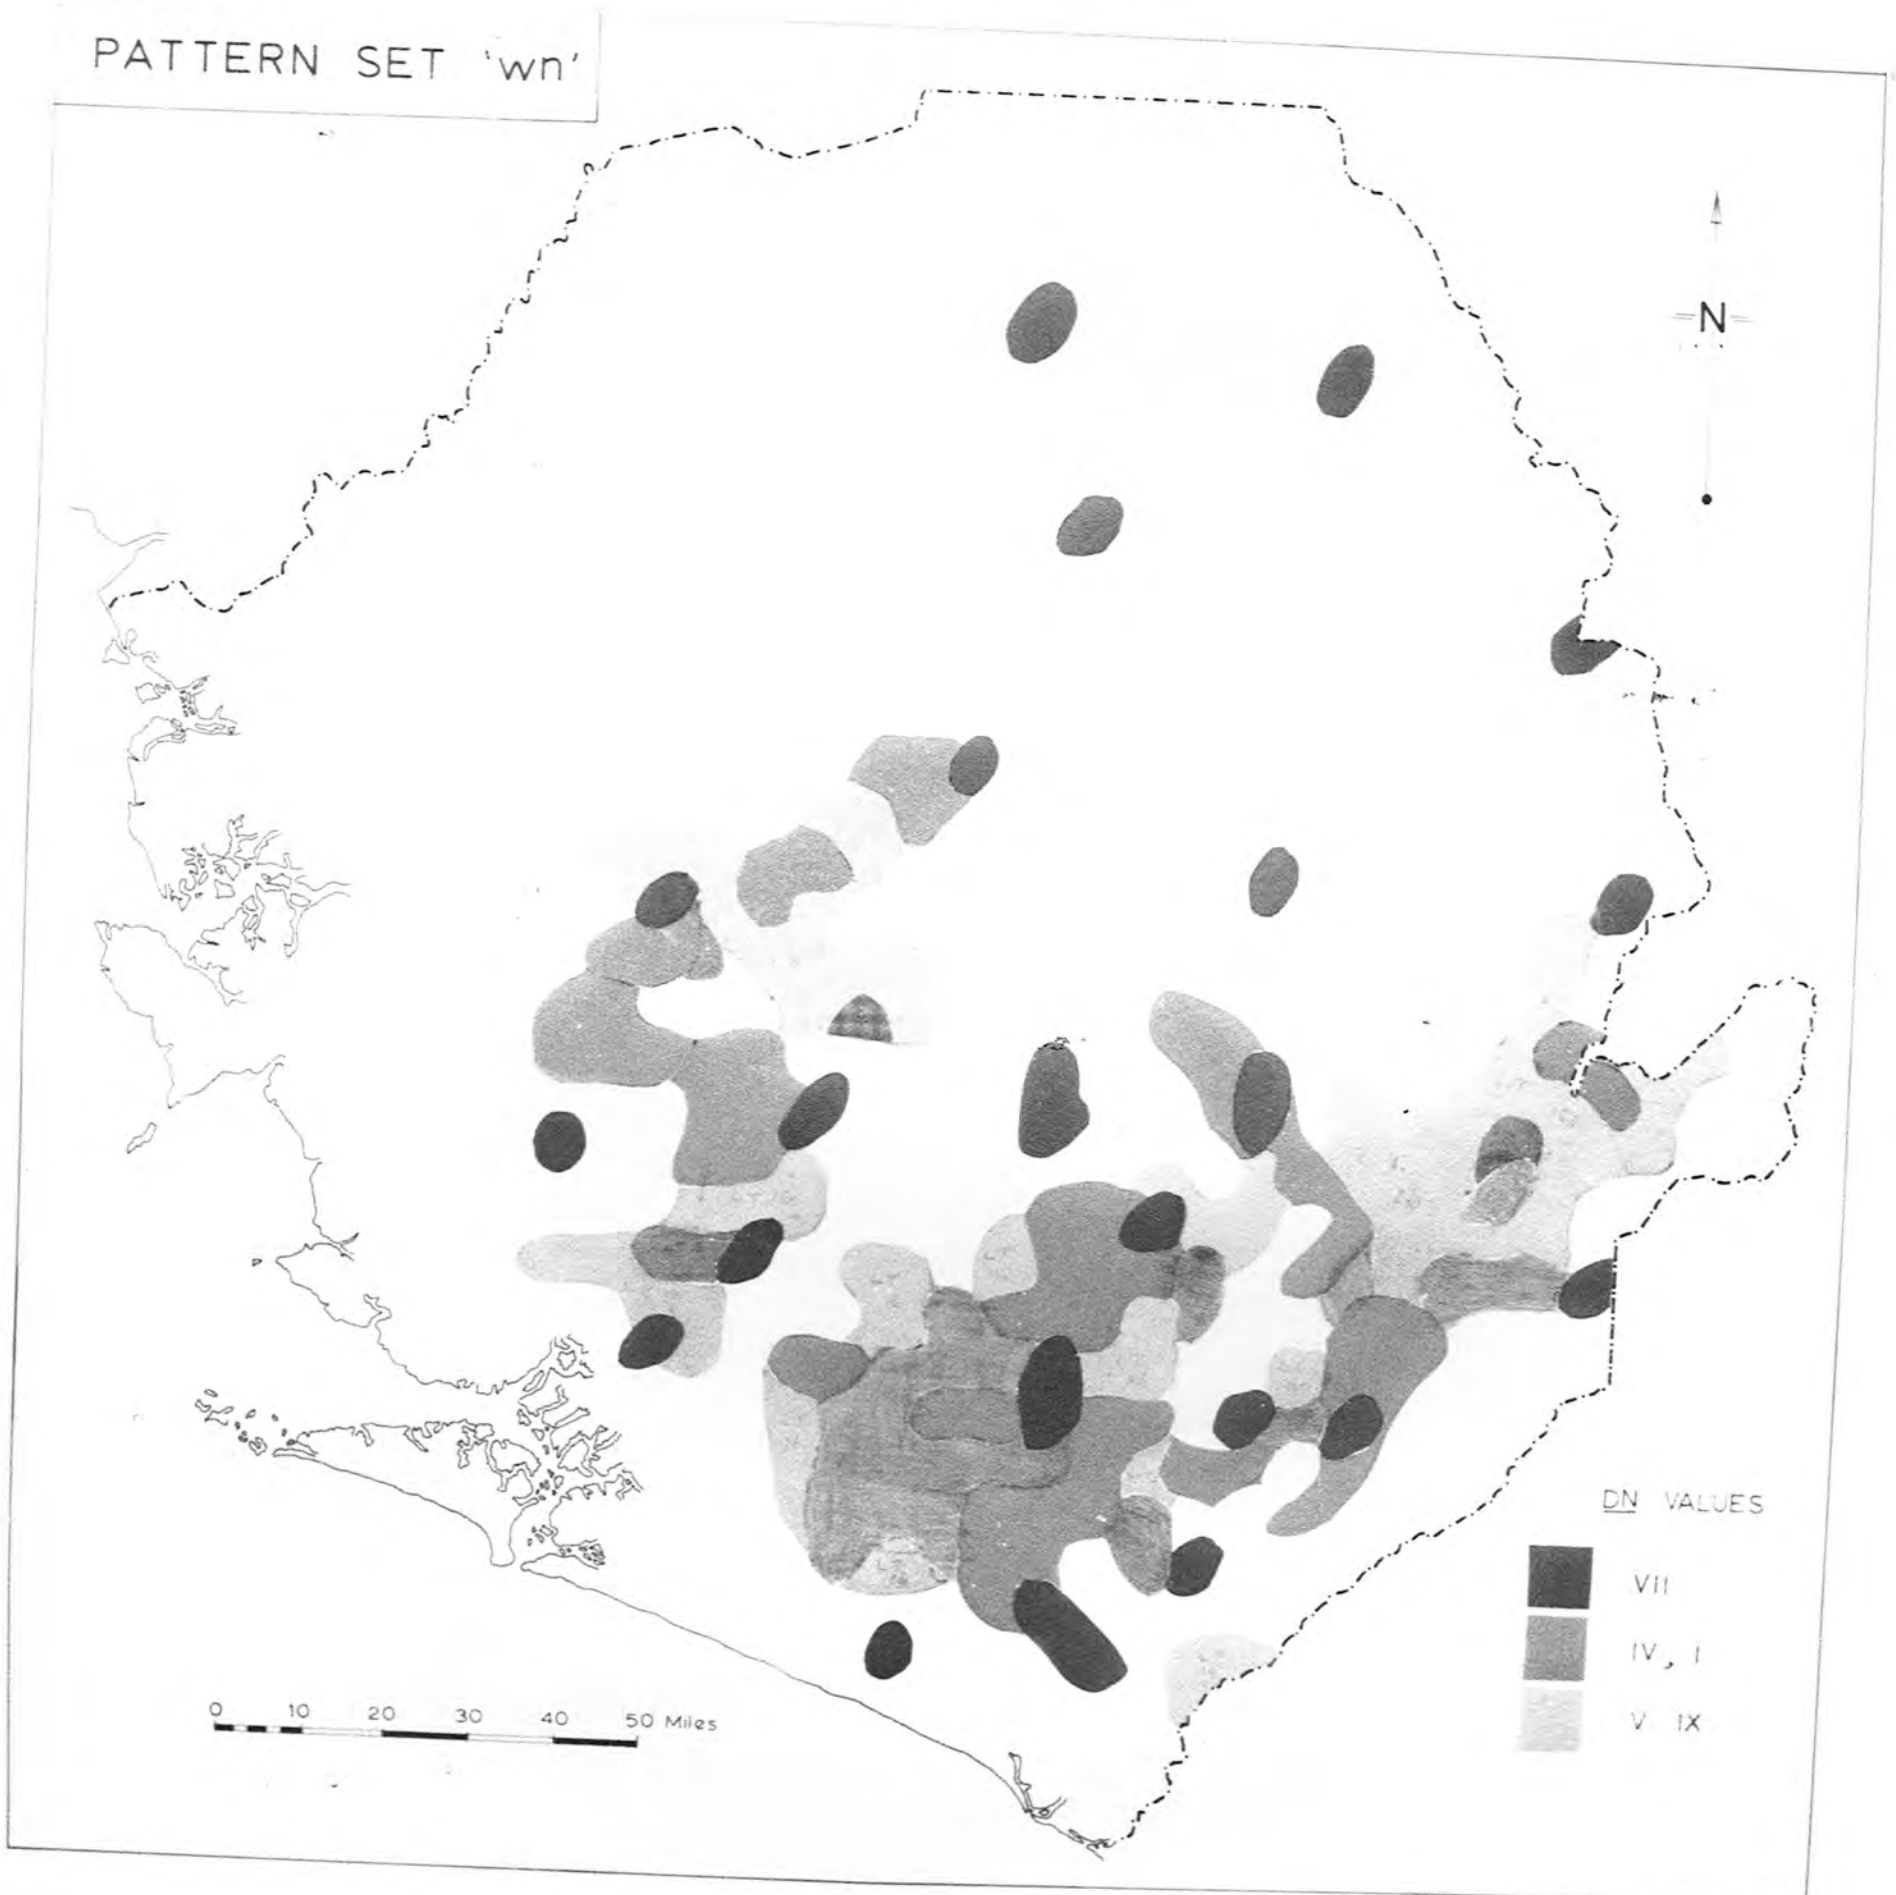 PATTERN SET 'wn'
N
DN VALUES
VII
IV, I
V IX
0 10 20 30 40 50 Miles